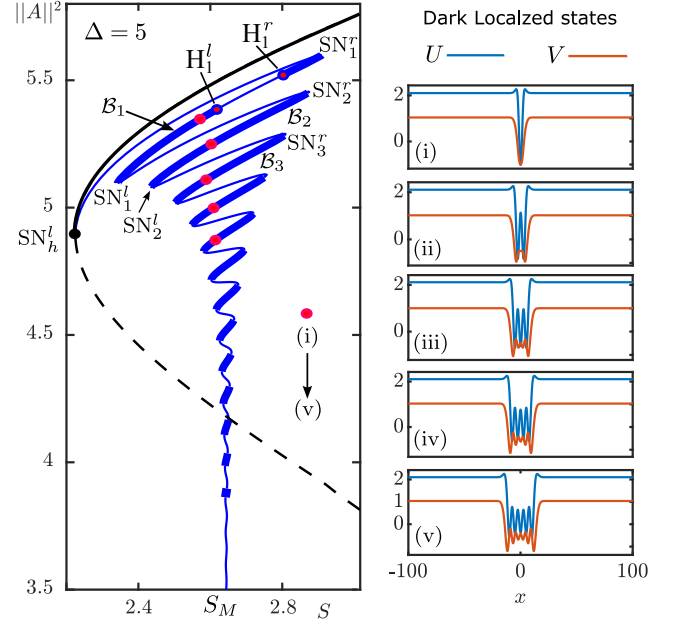 ||A||²
Δ = 5
H₁ˡ
H₁ʳ
SN₁ʳ
SN₂ʳ
SN₃ʳ
B₁
B₂
B₃
SN₁ˡ
SN₂ˡ
SNₕˡ
(i)
(v)
5.5
5
4.5
4
3.5
2.4
S_M
2.8
S
Dark Localzed states
U
V
2
0
(i)
2
0
(ii)
2
0
(iii)
2
0
(iv)
2
1
0
(v)
-100
0
100
x